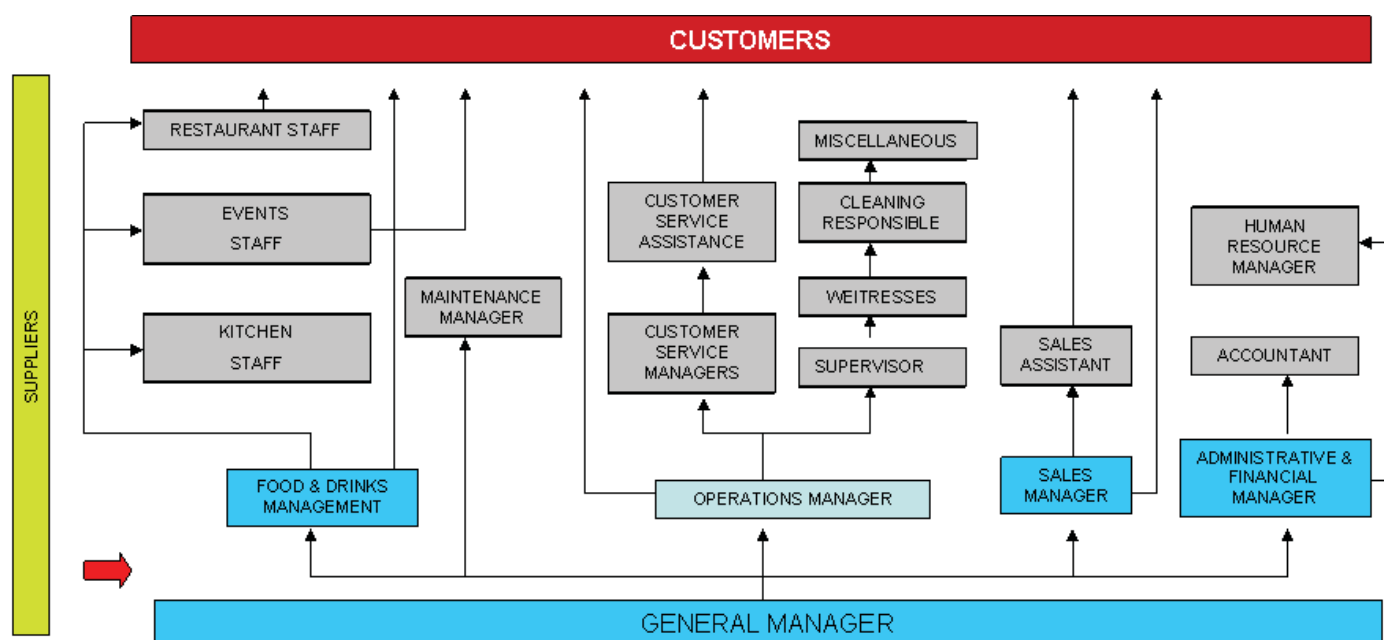 CUSTOMERS
SUPPLIERS
RESTAURANT STAFF
EVENTS
STAFF
KITCHEN
STAFF
MAINTENANCE
MANAGER
CUSTOMER
SERVICE
ASSISTANCE
CUSTOMER
SERVICE
MANAGERS
MISCELLANEOUS
CLEANING
RESPONSIBLE
WEITRESSES
SUPERVISOR
SALES
ASSISTANT
HUMAN
RESOURCE
MANAGER
ACCOUNTANT
FOOD & DRINKS
MANAGEMENT
OPERATIONS MANAGER
SALES
MANAGER
ADMINISTRATIVE &
FINANCIAL
MANAGER
GENERAL MANAGER